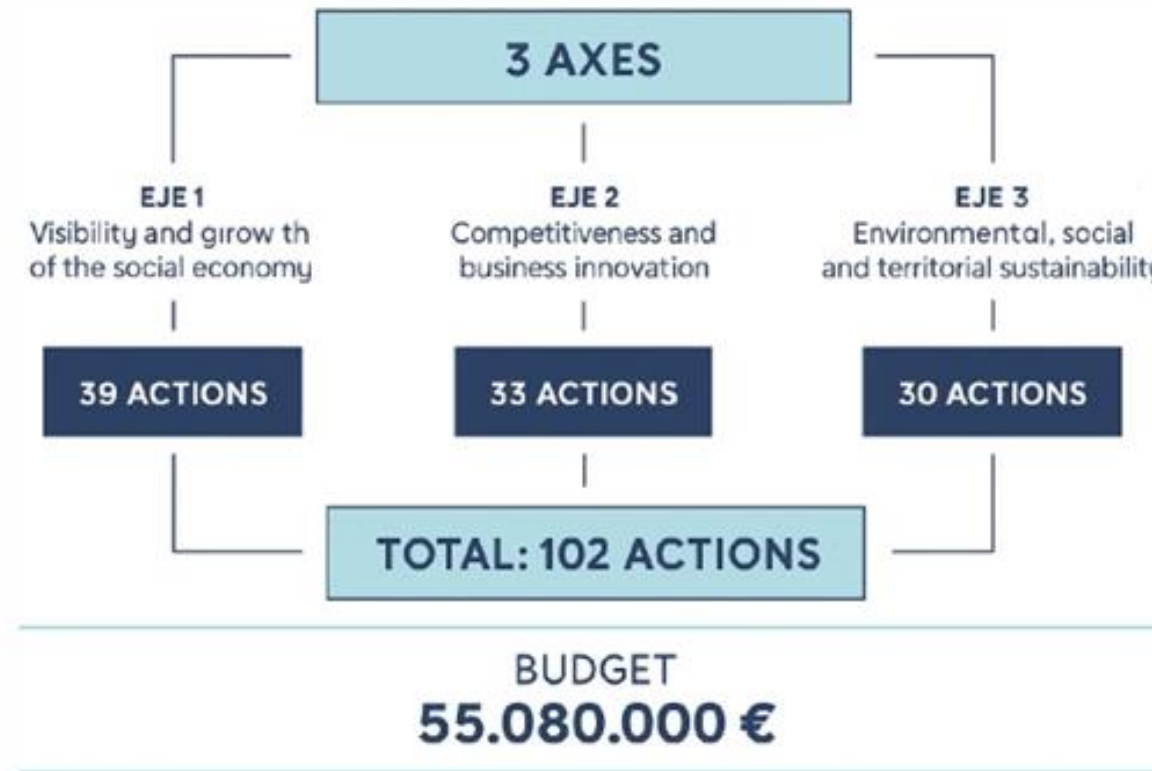 3 AXES
EJE 1
Visibility and girow th
of the social economy
EJE 2
Competitiveness and
business innovation
EJE 3
Environmental, social
and territorial sustainability
39 ACTIONS
33 ACTIONS
30 ACTIONS
TOTAL: 102 ACTIONS
BUDGET
55.080.000 €